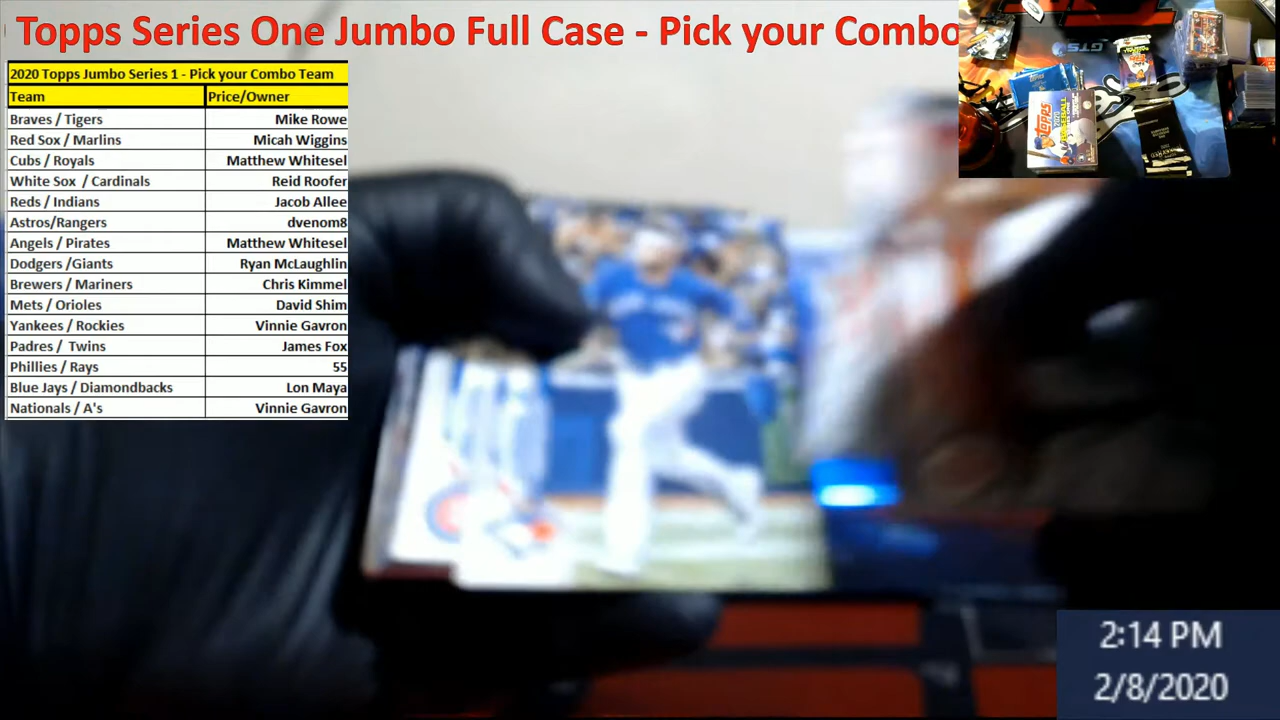 Topps Series One Jumbo Full Case - Pick your Combo
2020 Topps Jumbo Series 1 - Pick your Combo Team
Team Price/Owner
Braves / Tigers Mike Rowe
Red Sox / Marlins Micah Wiggins
Cubs / Royals Matthew Whitesel
White Sox / Cardinals Reid Roofer
Reds / Indians Jacob Allee
Astros/Rangers dvenom8
Angels / Pirates Matthew Whitesel
Dodgers /Giants Ryan McLaughlin
Brewers / Mariners Chris Kimmel
Mets / Orioles David Shim
Yankees / Rockies Vinnie Gavron
Padres / Twins James Fox
Phillies / Rays 55
Blue Jays / Diamondbacks Lon Maya
Nationals / A's Vinnie Gavron
GTS
Topps
2020
2:14 PM
2/8/2020